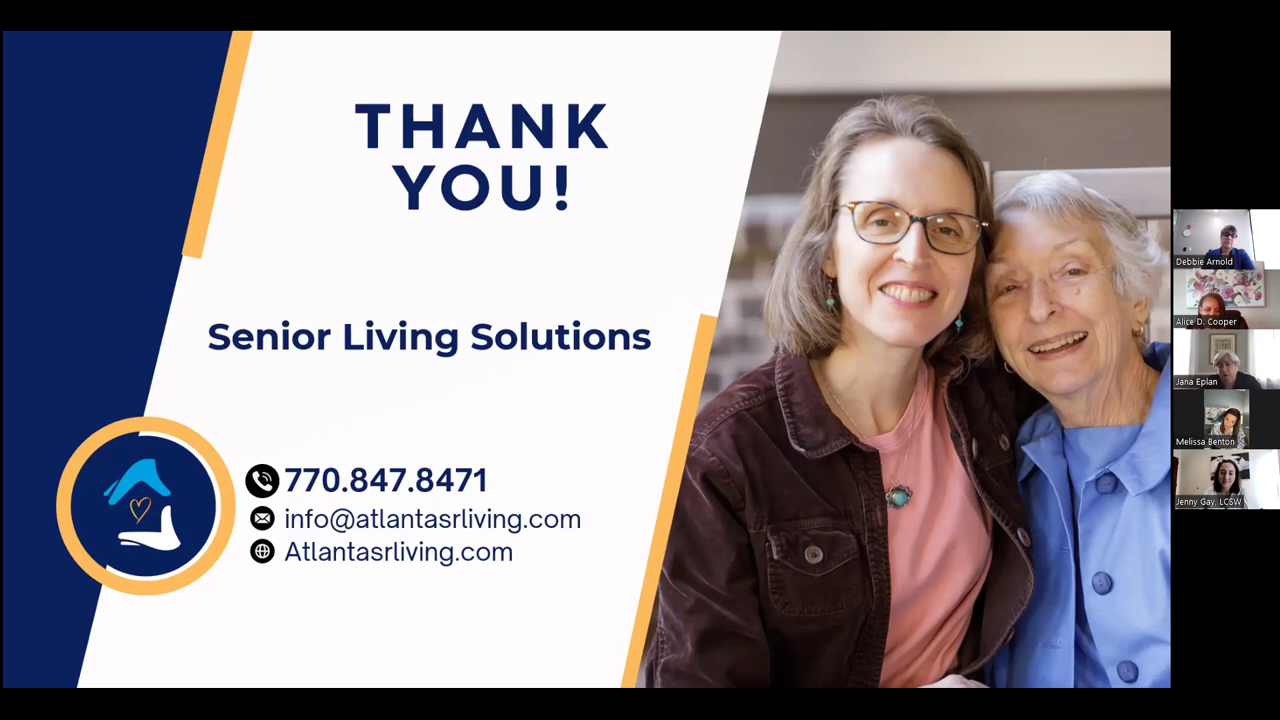 THANK
YOU!
Senior Living Solutions
770.847.8471
info@atlantasrliving.com
Atlantasrliving.com
Debbie Arnold
Alice D. Cooper
Jana Eplan
Melissa Benton
Jenny Gay, LCSW